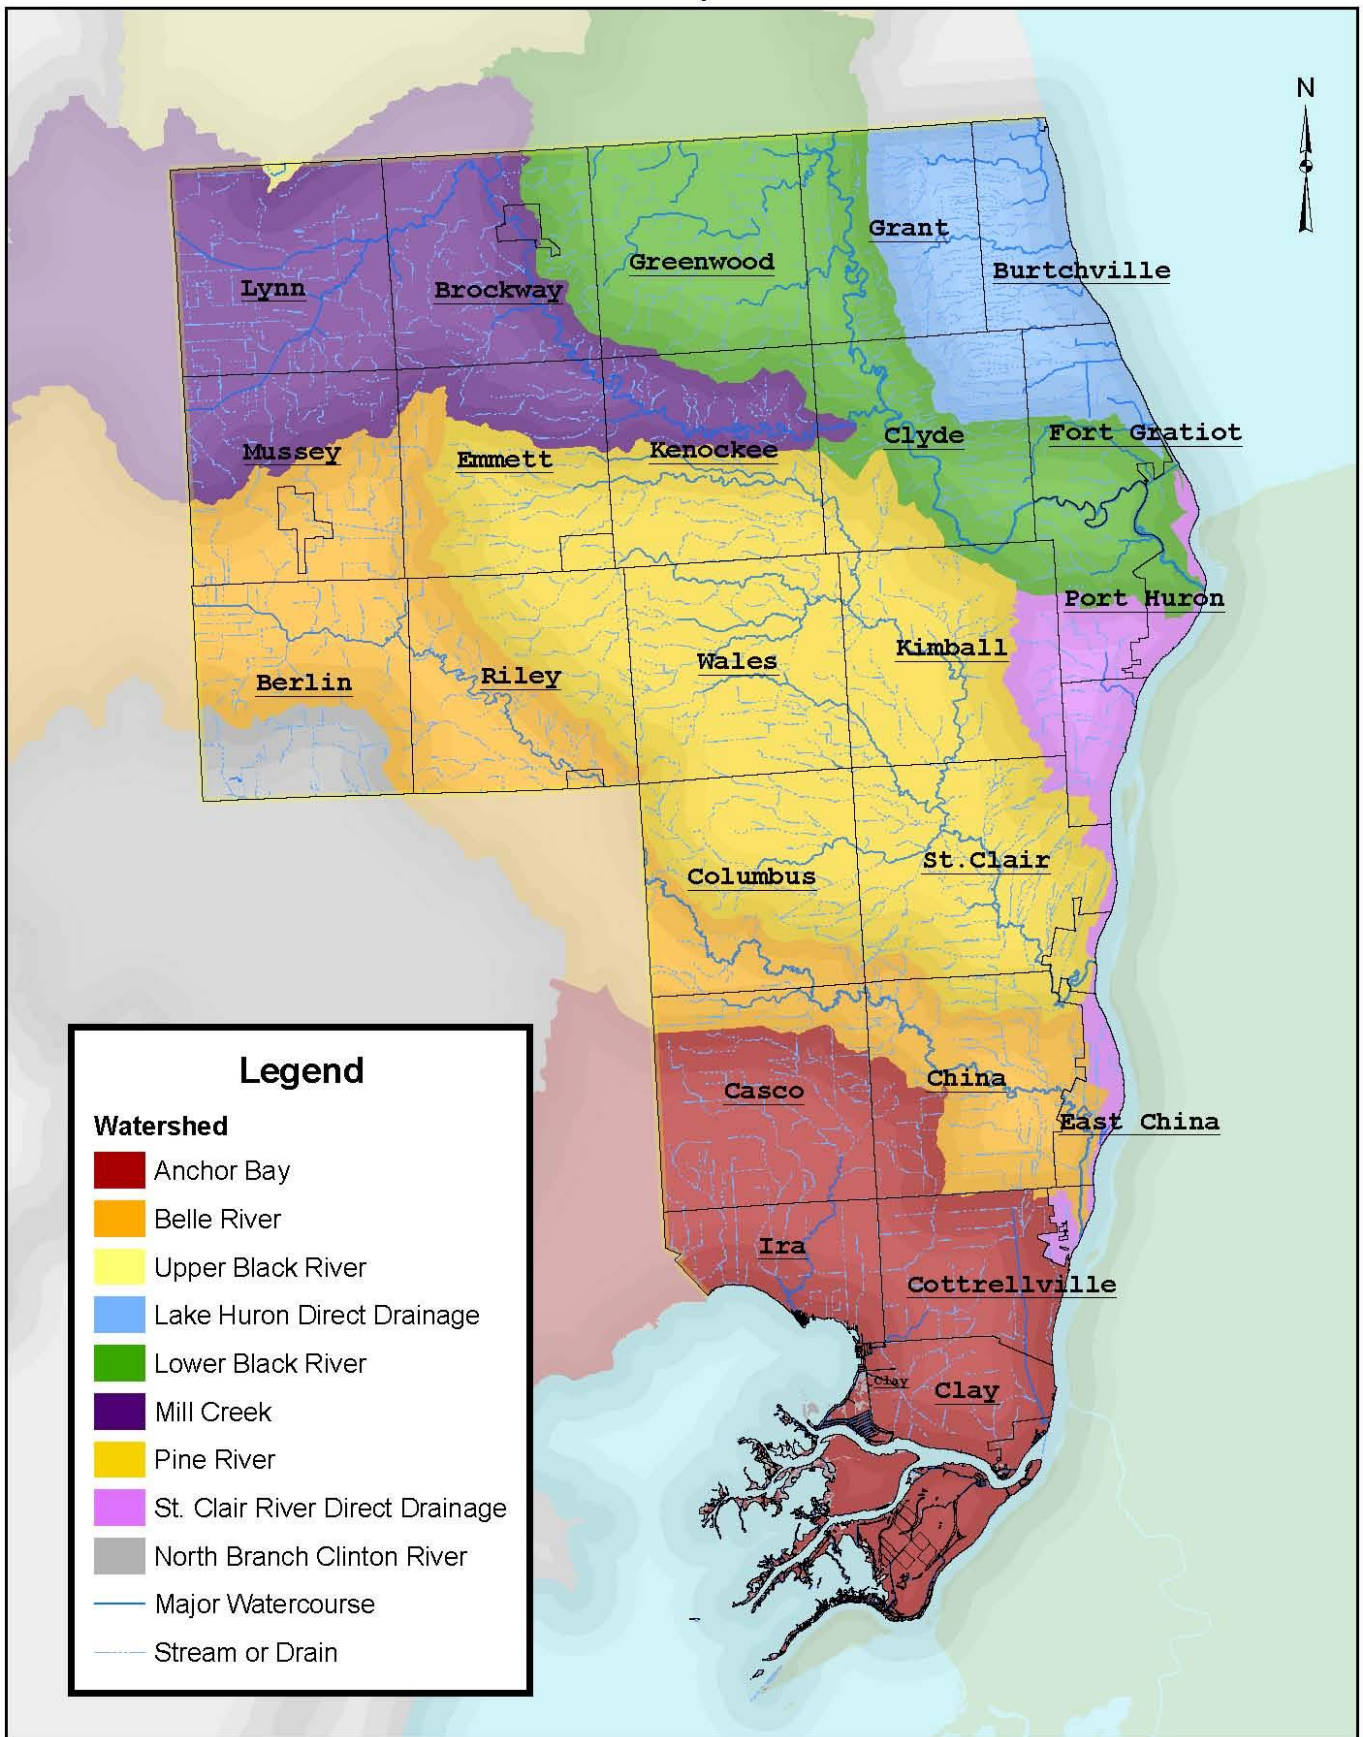 N
Grant
Greenwood
Burtchville
Lynn
Brockway
Fort Gratiot
Clyde
Mussey
Kenockee
Emmett
Port Huron
Kimball
Wales
Riley
Berlin
St.Clair
Columbus
China
Casco
East China
Ira
Cottrellville
Clay
Clay
Legend
Watershed
Anchor Bay
Belle River
Upper Black River
Lake Huron Direct Drainage
Lower Black River
Mill Creek
Pine River
St. Clair River Direct Drainage
North Branch Clinton River
Major Watercourse
Stream or Drain